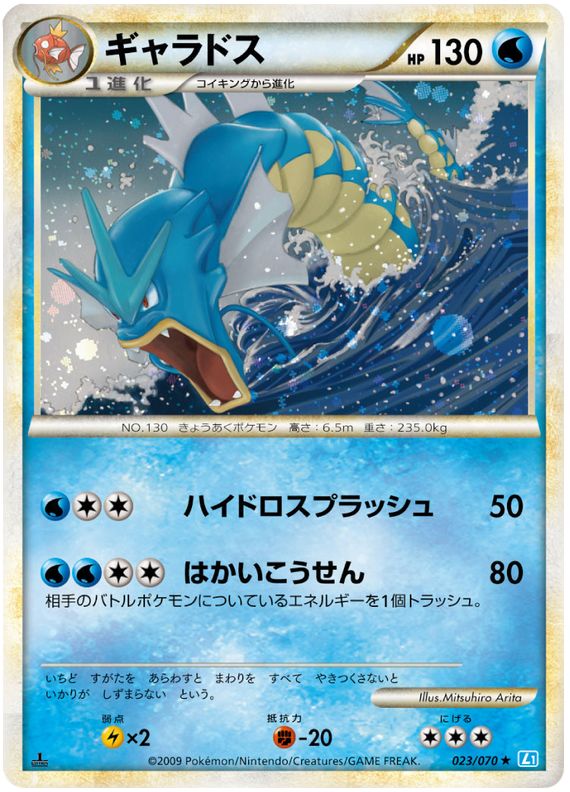 ギャラドス HP130
1進化 コイキングから進化
NO.130 きょうあくポケモン 高さ:6.5m 重さ:235.0kg
ハイドロスプラッシュ 50
はかいこうせん 80
相手のバトルポケモンについているエネルギーを1個トラッシュ。
いちど すがたを あらわすと まわりを すべて やきつくさないと
いかりが しずまらない という。
Illus.Mitsuhiro Arita
弱点 抵抗力 にげる
×2 -20
©2009 Pokémon/Nintendo/Creatures/GAME FREAK. 023/070 ★ L1